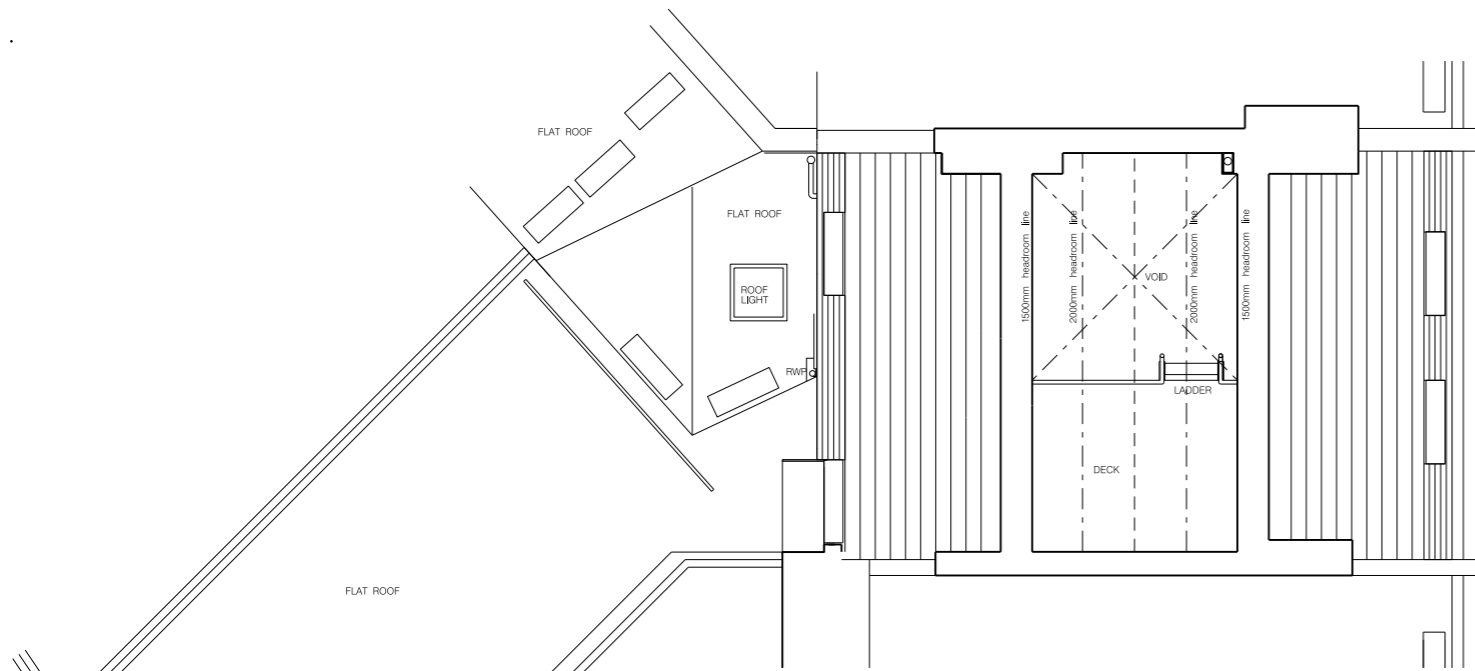 FLAT ROOF
FLAT ROOF
1500mm headroom line
2000mm headroom line
2000mm headroom line
1500mm headroom line
VOID
ROOF
LIGHT
RWP
LADDER
DECK
FLAT ROOF